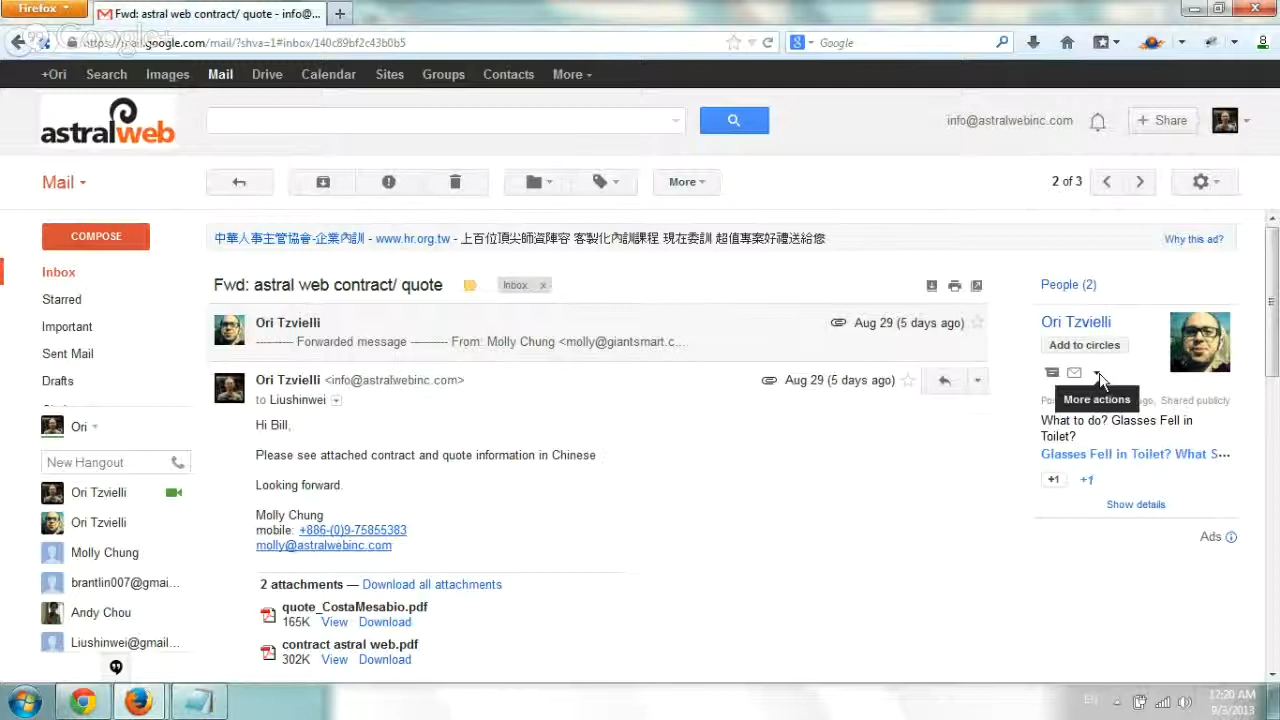 Firefox
Fwd: astral web contract/ quote - info@...
Google+
https://mail.google.com/mail/?shva=1#inbox/140c89bf2c43b0b5
Google
8
+Ori Search Images Mail Drive Calendar Sites Groups Contacts More
astralweb
info@astralwebinc.com
+ Share
Mail
More
2 of 3
COMPOSE
中華人事主管協會-企業內訓 - www.hr.org.tw - 上百位頂尖師資陣容 客製化內訓課程 現在委訓 超值專案好禮送給您
Why this ad?
Inbox
Starred
Important
Sent Mail
Drafts
Ori
New Hangout
Ori Tzvielli
Ori Tzvielli
Molly Chung
brantlin007@gmai...
Andy Chou
Liushinwei@gmail...
Fwd: astral web contract/ quote
Inbox x
Ori Tzvielli
Aug 29 (5 days ago)
---------- Forwarded message ---------- From: Molly Chung <molly@giantsmart.c...
Ori Tzvielli <info@astralwebinc.com>
Aug 29 (5 days ago)
to Liushinwei
Hi Bill,
Please see attached contract and quote information in Chinese
Looking forward.
Molly Chung
mobile: +886-(0)9-75855383
molly@astralwebinc.com
2 attachments — Download all attachments
quote_CostaMesabio.pdf
165K View Download
contract astral web.pdf
302K View Download
People (2)
Ori Tzvielli
Add to circles
More actions
ago, Shared publicly
What to do? Glasses Fell in
Toilet?
Glasses Fell in Toilet? What S...
+1 +1
Show details
Ads
12:20 AM
9/3/2013